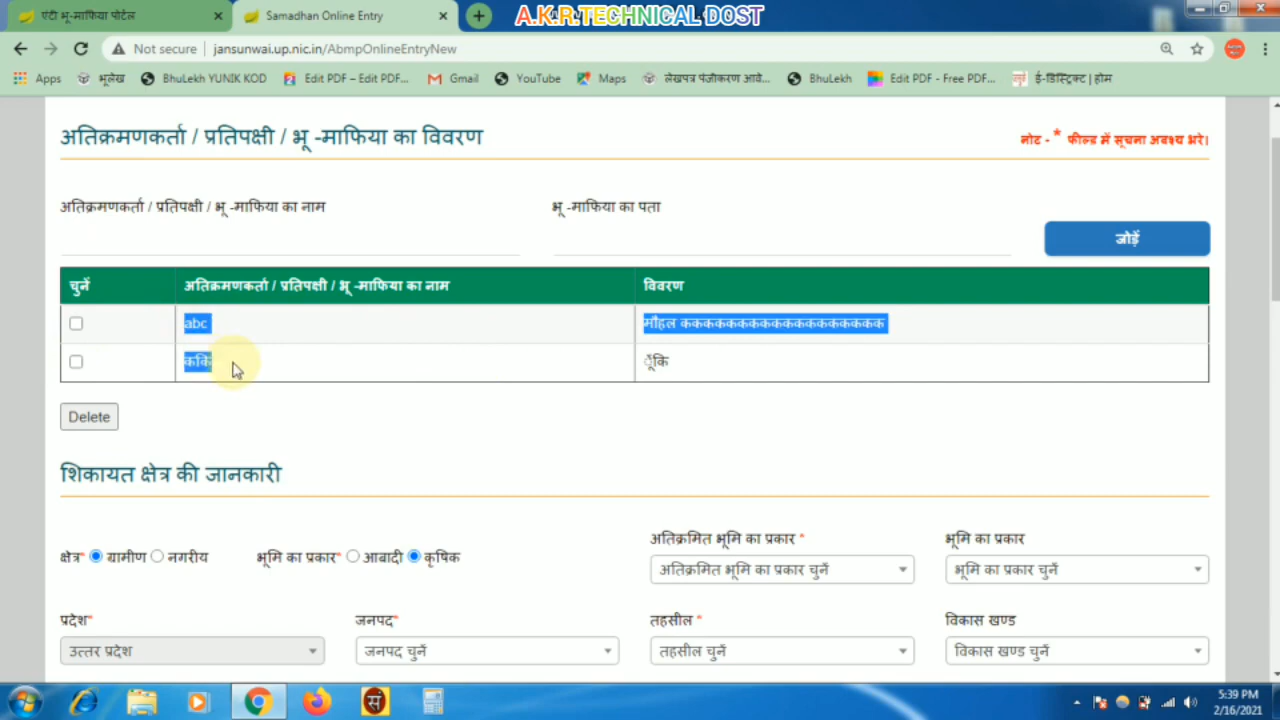 एंटी भू-माफिया पोर्टल
Samadhan Online Entry
A.K.R.TECHNICAL DOST
Not secure | jansunwai.up.nic.in/AbmpOnlineEntryNew
Apps भूलेख BhuLekh YUNIK KOD Edit PDF – Edit PDF... Gmail YouTube Maps लेखपत्र पंजीकरण आवे... BhuLekh Edit PDF - Free PDF... ई-डिस्ट्रिक्ट | होम
अतिक्रमणकर्ता / प्रतिपक्षी / भू -माफिया का विवरण
नोट - * फील्ड में सूचना अवश्य भरे।
अतिक्रमणकर्ता / प्रतिपक्षी / भू -माफिया का नाम भू -माफिया का पता
जोड़ें
चुनें अतिक्रमणकर्ता / प्रतिपक्षी / भू -माफिया का नाम विवरण
abc
ककि
Delete
शिकायत क्षेत्र की जानकारी
अतिक्रमित भूमि का प्रकार * भूमि का प्रकार
क्षेत्र* ग्रामीण नगरीय भूमि का प्रकार* आबादी कृषिक
अतिक्रमित भूमि का प्रकार चुनें भूमि का प्रकार चुनें
प्रदेश* जनपद* तहसील * विकास खण्ड
उत्तर प्रदेश जनपद चुनें तहसील चुनें विकास खण्ड चुनें
5:39 PM
2/16/2021